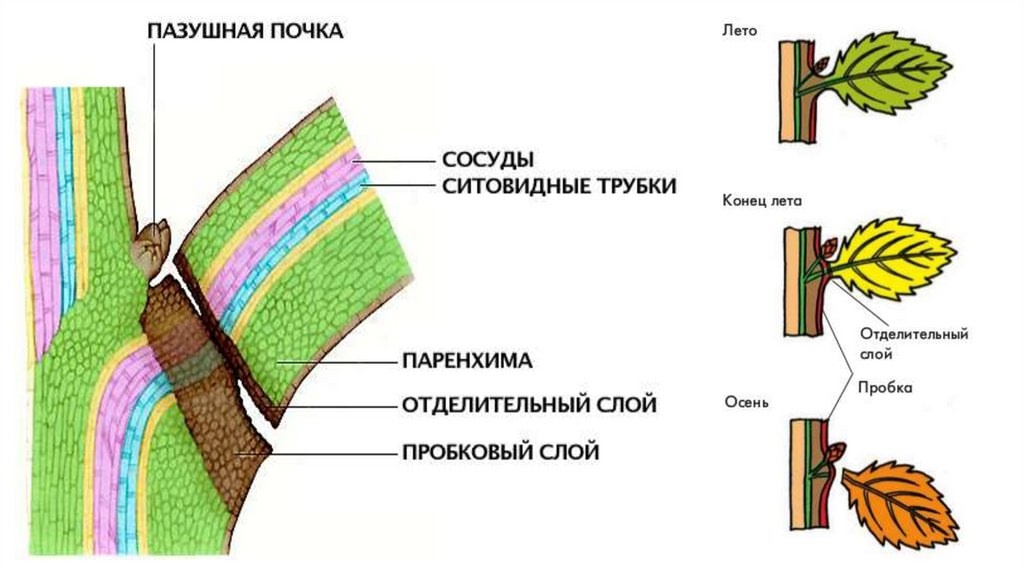 ПАЗУШНАЯ ПОЧКА
СОСУДЫ
СИТОВИДНЫЕ ТРУБКИ
ПАРЕНХИМА
ОТДЕЛИТЕЛЬНЫЙ СЛОЙ
ПРОБКОВЫЙ СЛОЙ
Лето
Конец лета
Отделительный
слой
Пробка
Осень